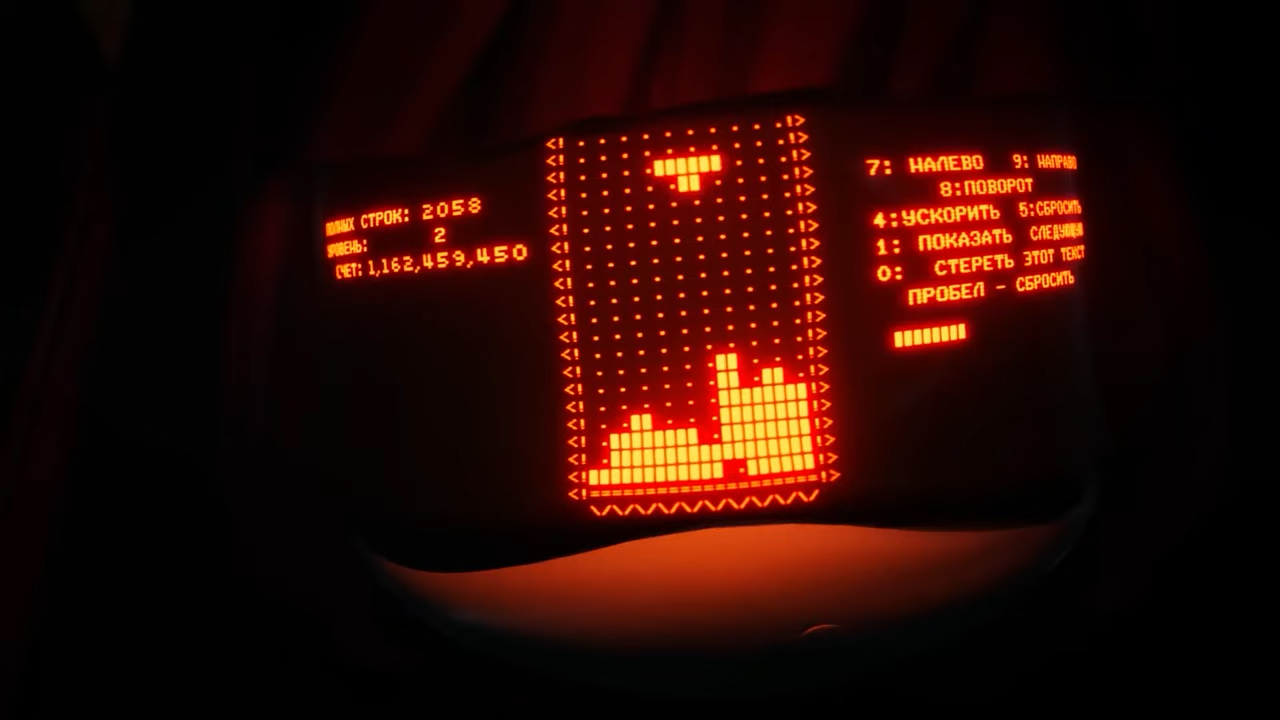 ПОЛНЫХ СТРОК: 2058
УРОВЕНЬ: 2
СЧЕТ: 1,162,459,450
7: НАЛЕВО 9: НАПРАВО
8:ПОВОРОТ
4:УСКОРИТЬ 5:СБРОСИТЬ
1: ПОКАЗАТЬ
0: СТЕРЕТЬ ЭТОТ ТЕКСТ
ПРОБЕЛ - СБРОСИТЬ